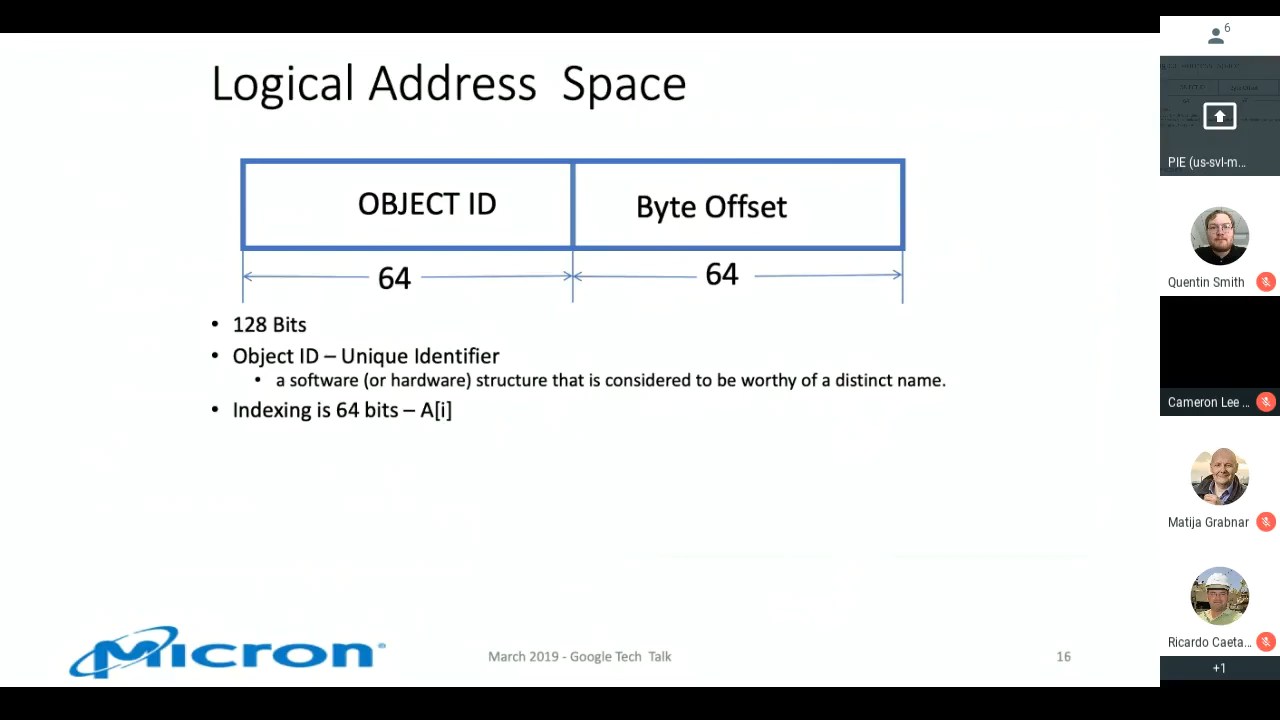 Logical Address Space
OBJECT ID
Byte Offset
64
64
• 128 Bits
• Object ID – Unique Identifier
• a software (or hardware) structure that is considered to be worthy of a distinct name.
• Indexing is 64 bits – A[i]
Micron®
March 2019 - Google Tech Talk
16
6
PIE (us-svl-m...
Quentin Smith
Cameron Lee ...
Matija Grabnar
Ricardo Caeta...
+1